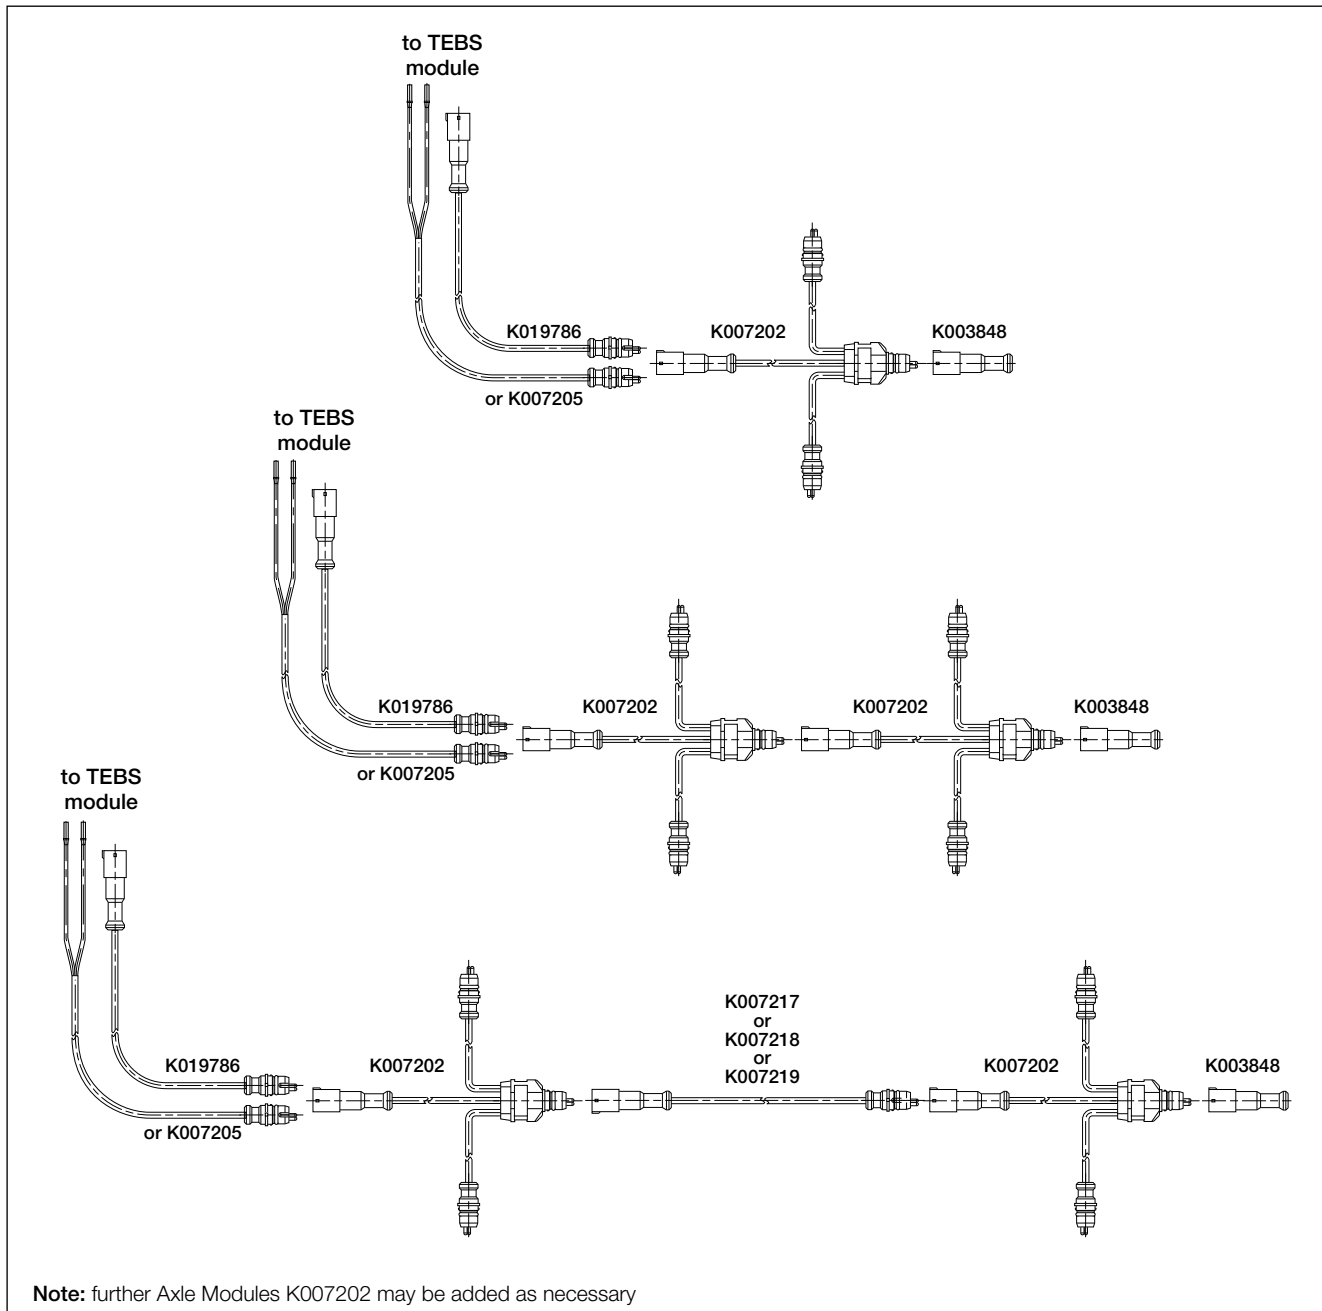 to TEBS
module
K019786
K007202
K003848
or K007205
to TEBS
module
K019786
K007202
K007202
K003848
or K007205
to TEBS
module
K007217
or
K007218
or
K007219
K019786
K007202
K007202
K003848
or K007205
Note: further Axle Modules K007202 may be added as necessary